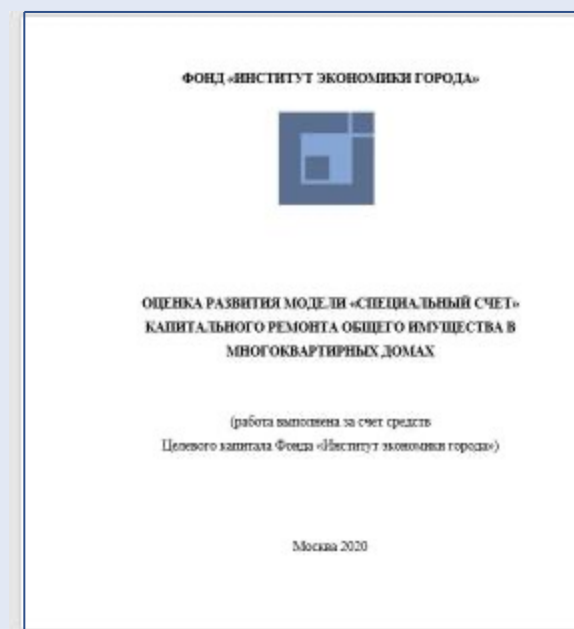 ФОНД «ИНСТИТУТ ЭКОНОМИКИ ГОРОДА»
ОЦЕНКА РАЗВИТИЯ МОДЕЛИ «СПЕЦИАЛЬНЫЙ СЧЕТ»
КАПИТАЛЬНОГО РЕМОНТА ОБЩЕГО ИМУЩЕСТВА В
МНОГОКВАРТИРНЫХ ДОМАХ
(работа выполнена за счет средств
Целевого капитала Фонда «Институт экономики города»)
Москва 2020